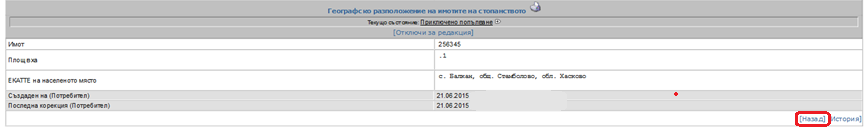 Географско разположение на имотите на стопанството
Текущо състояние: Приключено попълване
[Отключи за редакция]
Имот 256345
Площ в ха .1
ЕКАТТЕ на населеното място с. Балкан, общ. Стамболово, обл. Хасково
Създаден на (Потребител) 21.06.2015
Последна корекция (Потребител) 21.06.2015
[Назад] [История]